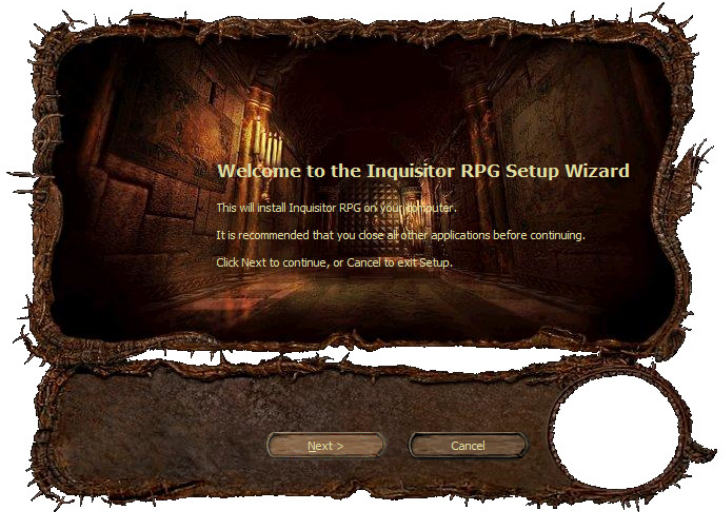 Welcome to the Inquisitor RPG Setup Wizard
This will install Inquisitor RPG on your computer.
It is recommended that you close all other applications before continuing.
Click Next to continue, or Cancel to exit Setup.
Next >
Cancel